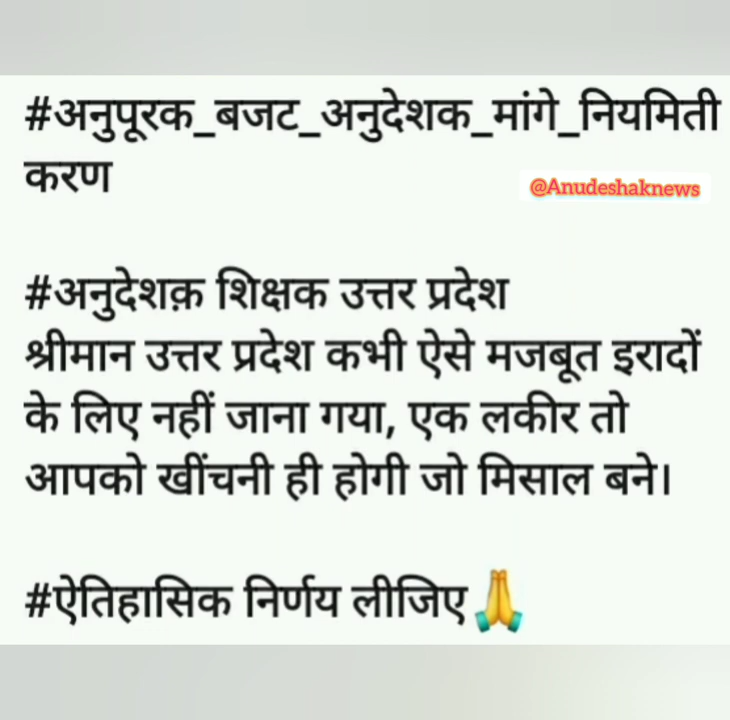 #अनुपूरक_बजट_अनुदेशक_मांगे_नियमिती
करण
@Anudeshaknews
#अनुदेशक़ शिक्षक उत्तर प्रदेश
श्रीमान उत्तर प्रदेश कभी ऐसे मजबूत इरादों
के लिए नहीं जाना गया, एक लकीर तो
आपको खींचनी ही होगी जो मिसाल बने।
#ऐतिहासिक निर्णय लीजिए🙏